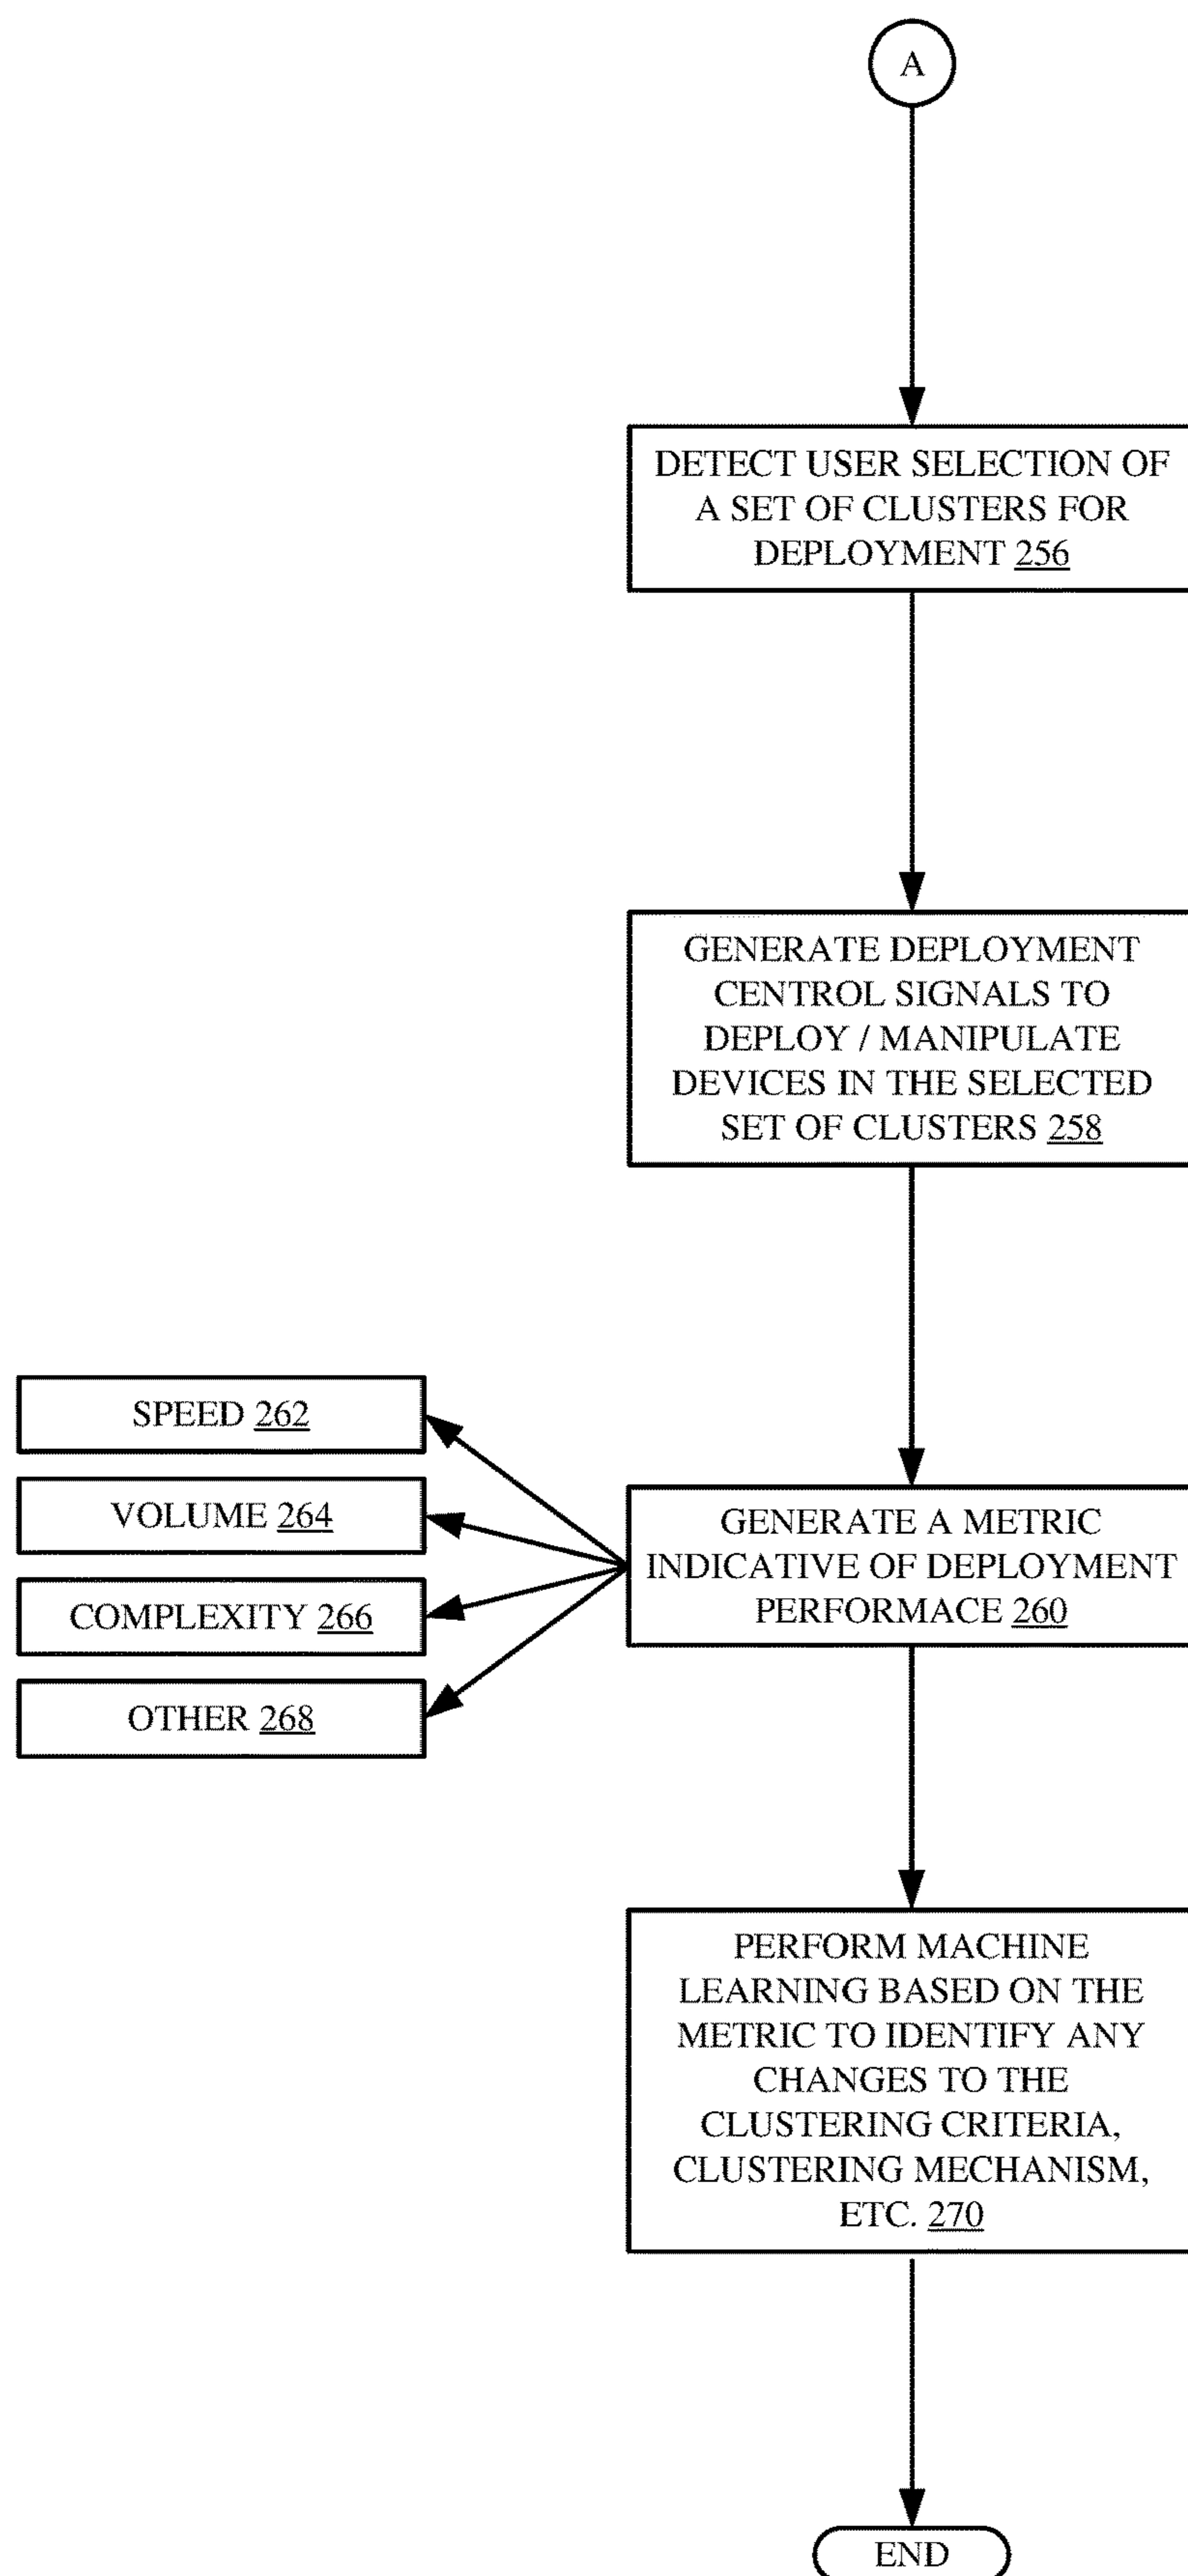 A
DETECT USER SELECTION OF
A SET OF CLUSTERS FOR
DEPLOYMENT 256
GENERATE DEPLOYMENT
CENTROL SIGNALS TO
DEPLOY / MANIPULATE
DEVICES IN THE SELECTED
SET OF CLUSTERS 258
SPEED 262
VOLUME 264
COMPLEXITY 266
OTHER 268
GENERATE A METRIC
INDICATIVE OF DEPLOYMENT
PERFORMACE 260
PERFORM MACHINE
LEARNING BASED ON THE
METRIC TO IDENTIFY ANY
CHANGES TO THE
CLUSTERING CRITERIA,
CLUSTERING MECHANISM,
ETC. 270
END